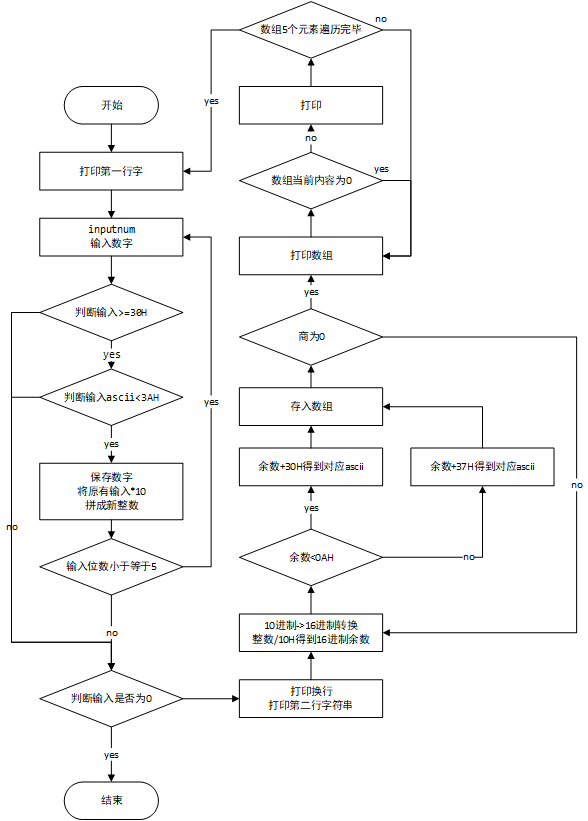 开始
打印第一行字
inputnum
输入数字
判断输入>=30H
yes
判断输入ascii<3AH
yes
保存数字
将原有输入*10
拼成新整数
输入位数小于等于5
yes
no
no
判断输入是否为0
yes
结束
打印换行
打印第二行字符串
10进制->16进制转换
整数/10H得到16进制余数
余数<0AH
yes
no
余数+30H得到对应ascii
余数+37H得到对应ascii
存入数组
商为0
yes
no
打印数组
数组当前内容为0
no
yes
打印
数组5个元素遍历完毕
yes
no